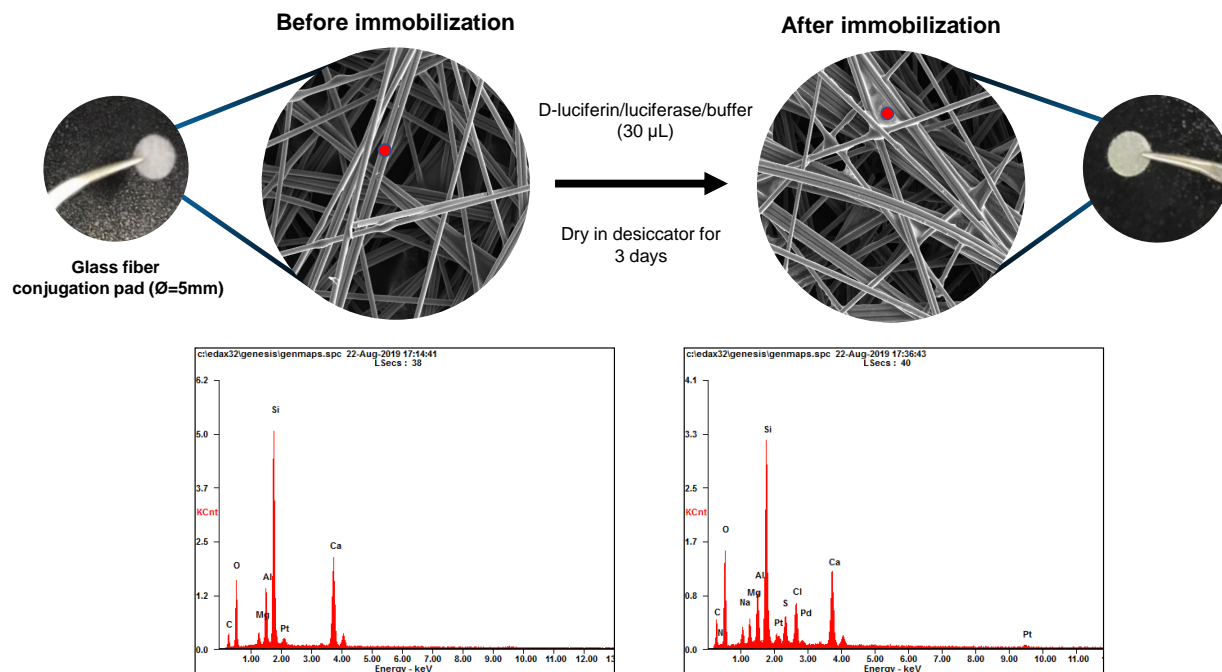 Before immobilization
After immobilization
D-luciferin/luciferase/buffer
(30 µL)
Dry in desiccator for
3 days
Glass fiber
conjugation pad (Ø=5mm)
c:\edax32\genesis\genmaps.spc 22-Aug-2019 17:14:41
LSecs : 38
6.2
5.0
3.7
KCnt
2.5
1.2
0.0
C
O
Mg
Al
Si
Pt
Ca
1.00 2.00 3.00 4.00 5.00 6.00 7.00 8.00 9.00 10.00 11.00 12.00 13
Energy - keV
c:\edax32\genesis\genmaps.spc 22-Aug-2019 17:36:43
LSecs : 40
4.1
3.3
2.5
KCnt
1.7
0.8
0.0
C
N
O
Na
Mg
Al
Si
Pt
S
Cl
Pd
Ca
Pt
1.00 2.00 3.00 4.00 5.00 6.00 7.00 8.00 9.00 10.00 11.00
Energy - keV